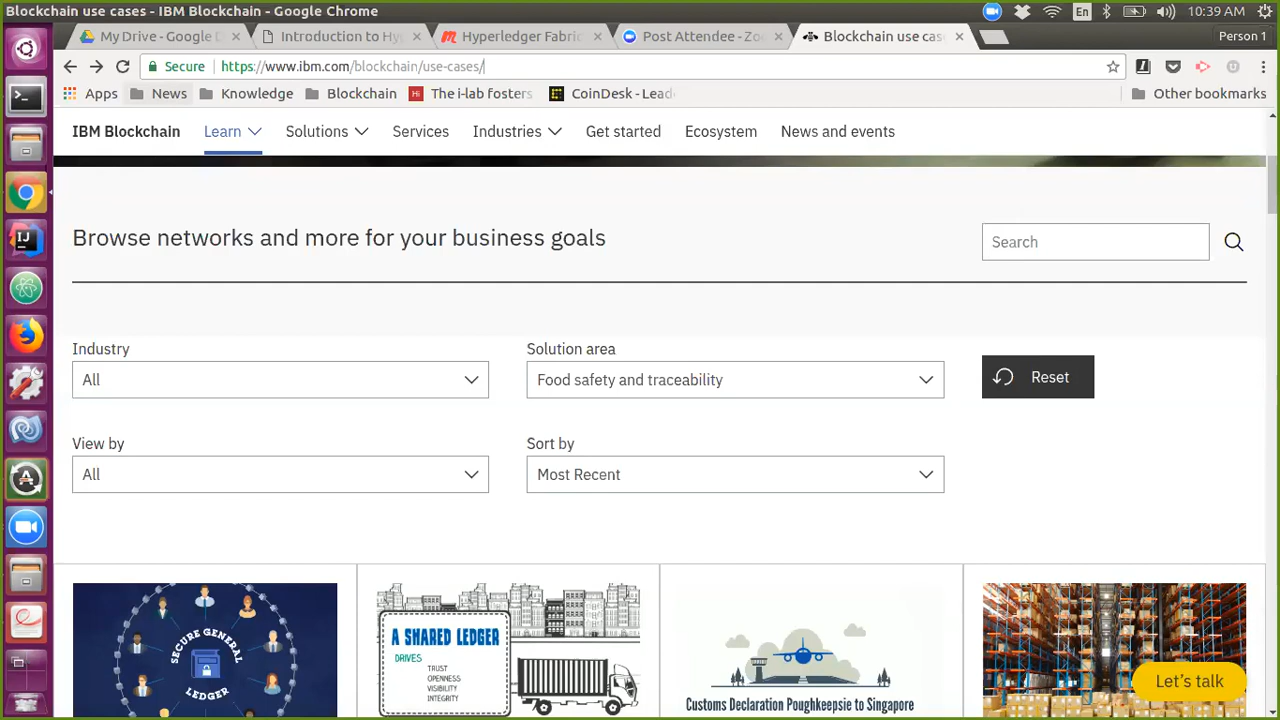 Blockchain use cases - IBM Blockchain - Google Chrome
En
10:39 AM
My Drive - Google D
Introduction to Hy
Hyperledger Fabric
Post Attendee - Zo
Blockchain use cas
Person 1
Secure
https://www.ibm.com/blockchain/use-cases/
Apps
News
Knowledge
Blockchain
Hi
The i-lab fosters
CoinDesk - Lead
Other bookmarks
IBM Blockchain
Learn
Solutions
Services
Industries
Get started
Ecosystem
News and events
Browse networks and more for your business goals
Search
Industry
All
Solution area
Food safety and traceability
Reset
View by
All
Sort by
Most Recent
SECURE GENERAL
LEDGER
A SHARED LEDGER
DRIVES
TRUST
OPENNESS
VISIBILITY
INTEGRITY
Customs Declaration Poughkeepsie to Singapore
Let's talk